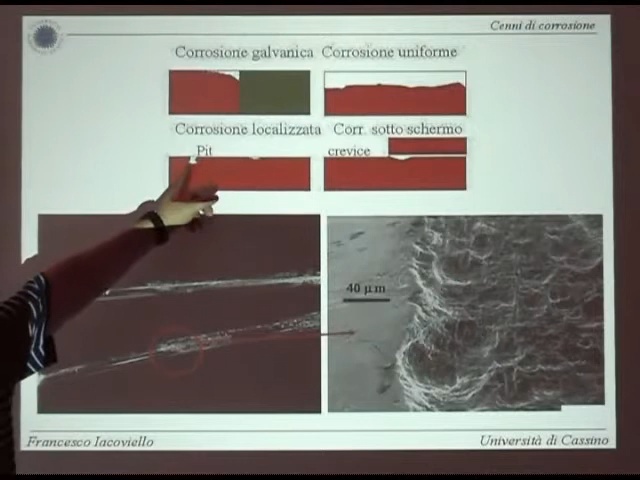 Cenni di corrosione
Corrosione galvanica Corrosione uniforme
Corrosione localizzata Corr. sotto schermo
Pit crevice
40 µm
Francesco Iacoviello Università di Cassino